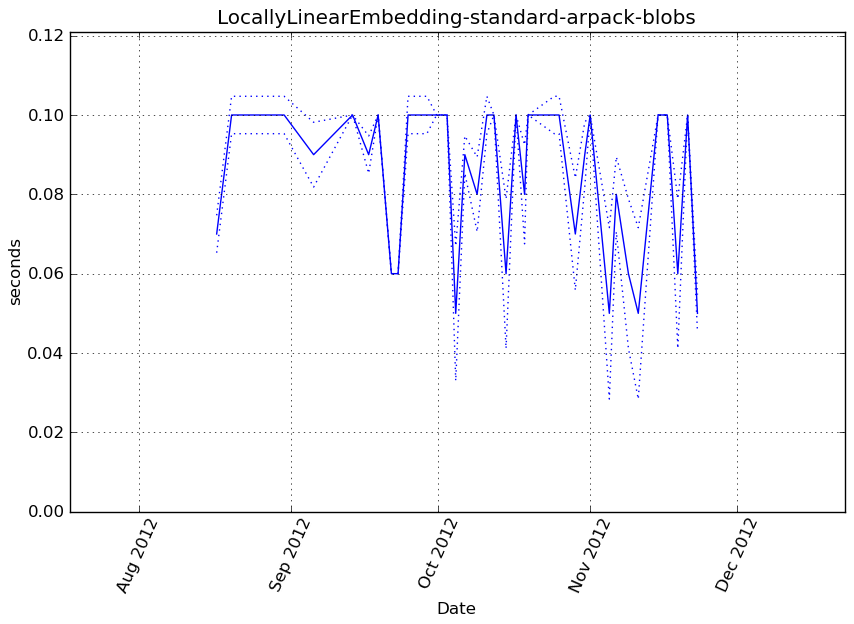 LocallyLinearEmbedding-standard-arpack-blobs
0.12
0.10
0.08
0.06
0.04
0.02
0.00
seconds
Aug 2012
Sep 2012
Oct 2012
Nov 2012
Dec 2012
Date